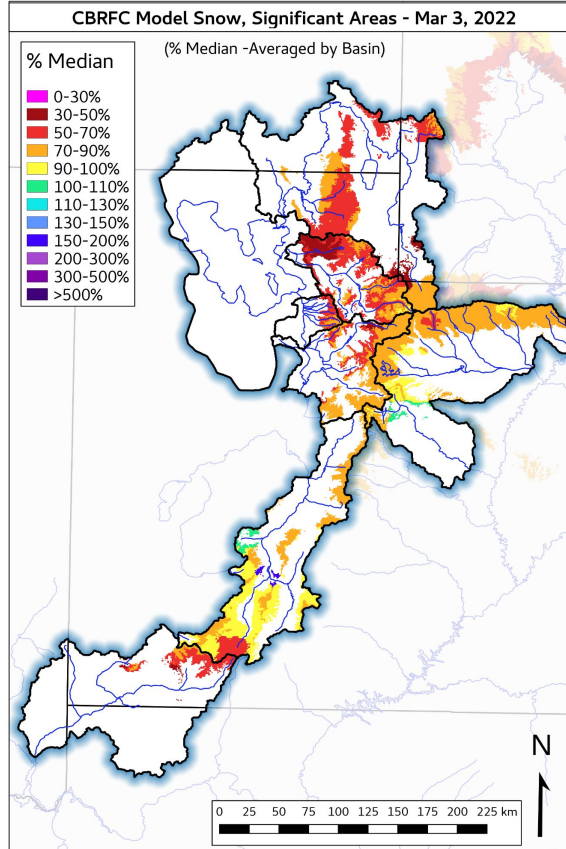 CBRFC Model Snow, Significant Areas - Mar 3, 2022
(% Median -Averaged by Basin)
% Median
0-30%
30-50%
50-70%
70-90%
90-100%
100-110%
110-130%
130-150%
150-200%
200-300%
300-500%
>500%
N
0 25 50 75 100 125 150 175 200 225 km